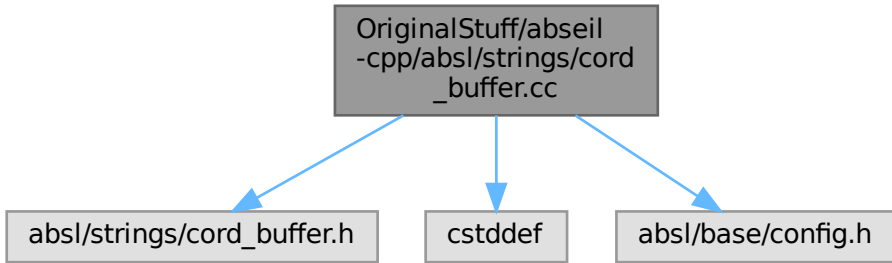 OriginalStuff/abseil
-cpp/absl/strings/cord
_buffer.cc
absl/strings/cord_buffer.h
cstddef
absl/base/config.h